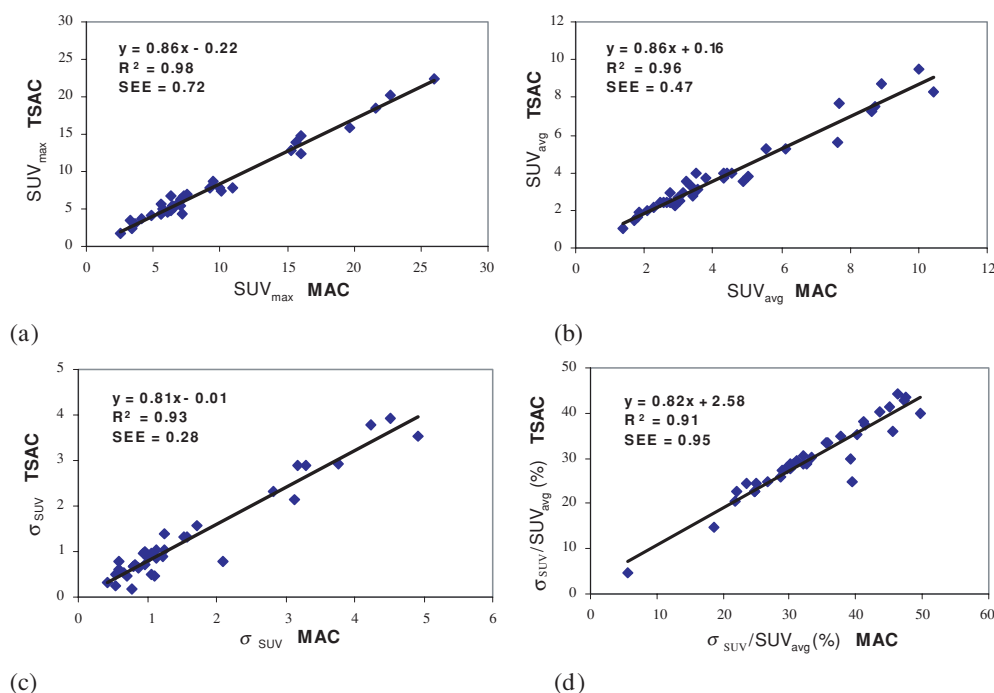 30
25
20
15
10
5
0
SUVmax TSAC
y = 0.86x - 0.22
R² = 0.98
SEE = 0.72
0 5 10 15 20 25 30
SUVmax MAC
(a)
12
10
8
6
4
2
0
SUVavg TSAC
y = 0.86x + 0.16
R² = 0.96
SEE = 0.47
0 2 4 6 8 10 12
SUVavg MAC
(b)
5
4
3
2
1
0
σ SUV TSAC
y = 0.81x - 0.01
R² = 0.93
SEE = 0.28
0 1 2 3 4 5 6
σ SUV MAC
(c)
50
40
30
20
10
0
σSUV/SUVavg (%) TSAC
y = 0.82x + 2.58
R² = 0.91
SEE = 0.95
0 10 20 30 40 50 60
σSUV/SUVavg (%) MAC
(d)